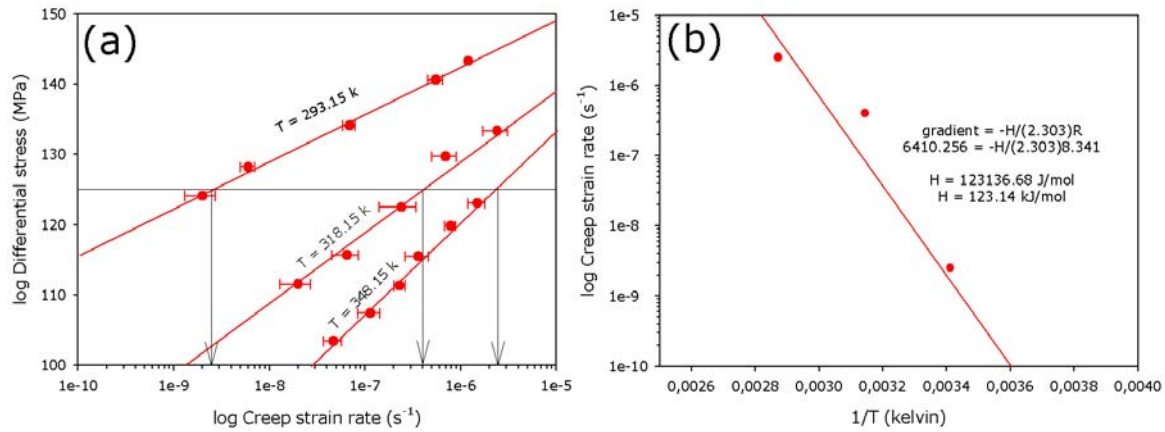 (a)
log Differential stress (MPa)
150
140
130
120
110
100
T = 293.15 k
T = 318.15 k
T = 348.15 k
1e-10
1e-9
1e-8
1e-7
1e-6
1e-5
log Creep strain rate (s⁻¹)
(b)
log Creep strain rate (s⁻¹)
1e-5
1e-6
1e-7
1e-8
1e-9
1e-10
gradient = -H/(2.303)R
6410.256 = -H/(2.303)8.341
H = 123136.68 J/mol
H = 123.14 kJ/mol
0,0026
0,0028
0,0030
0,0032
0,0034
0,0036
0,0038
0,0040
1/T (kelvin)